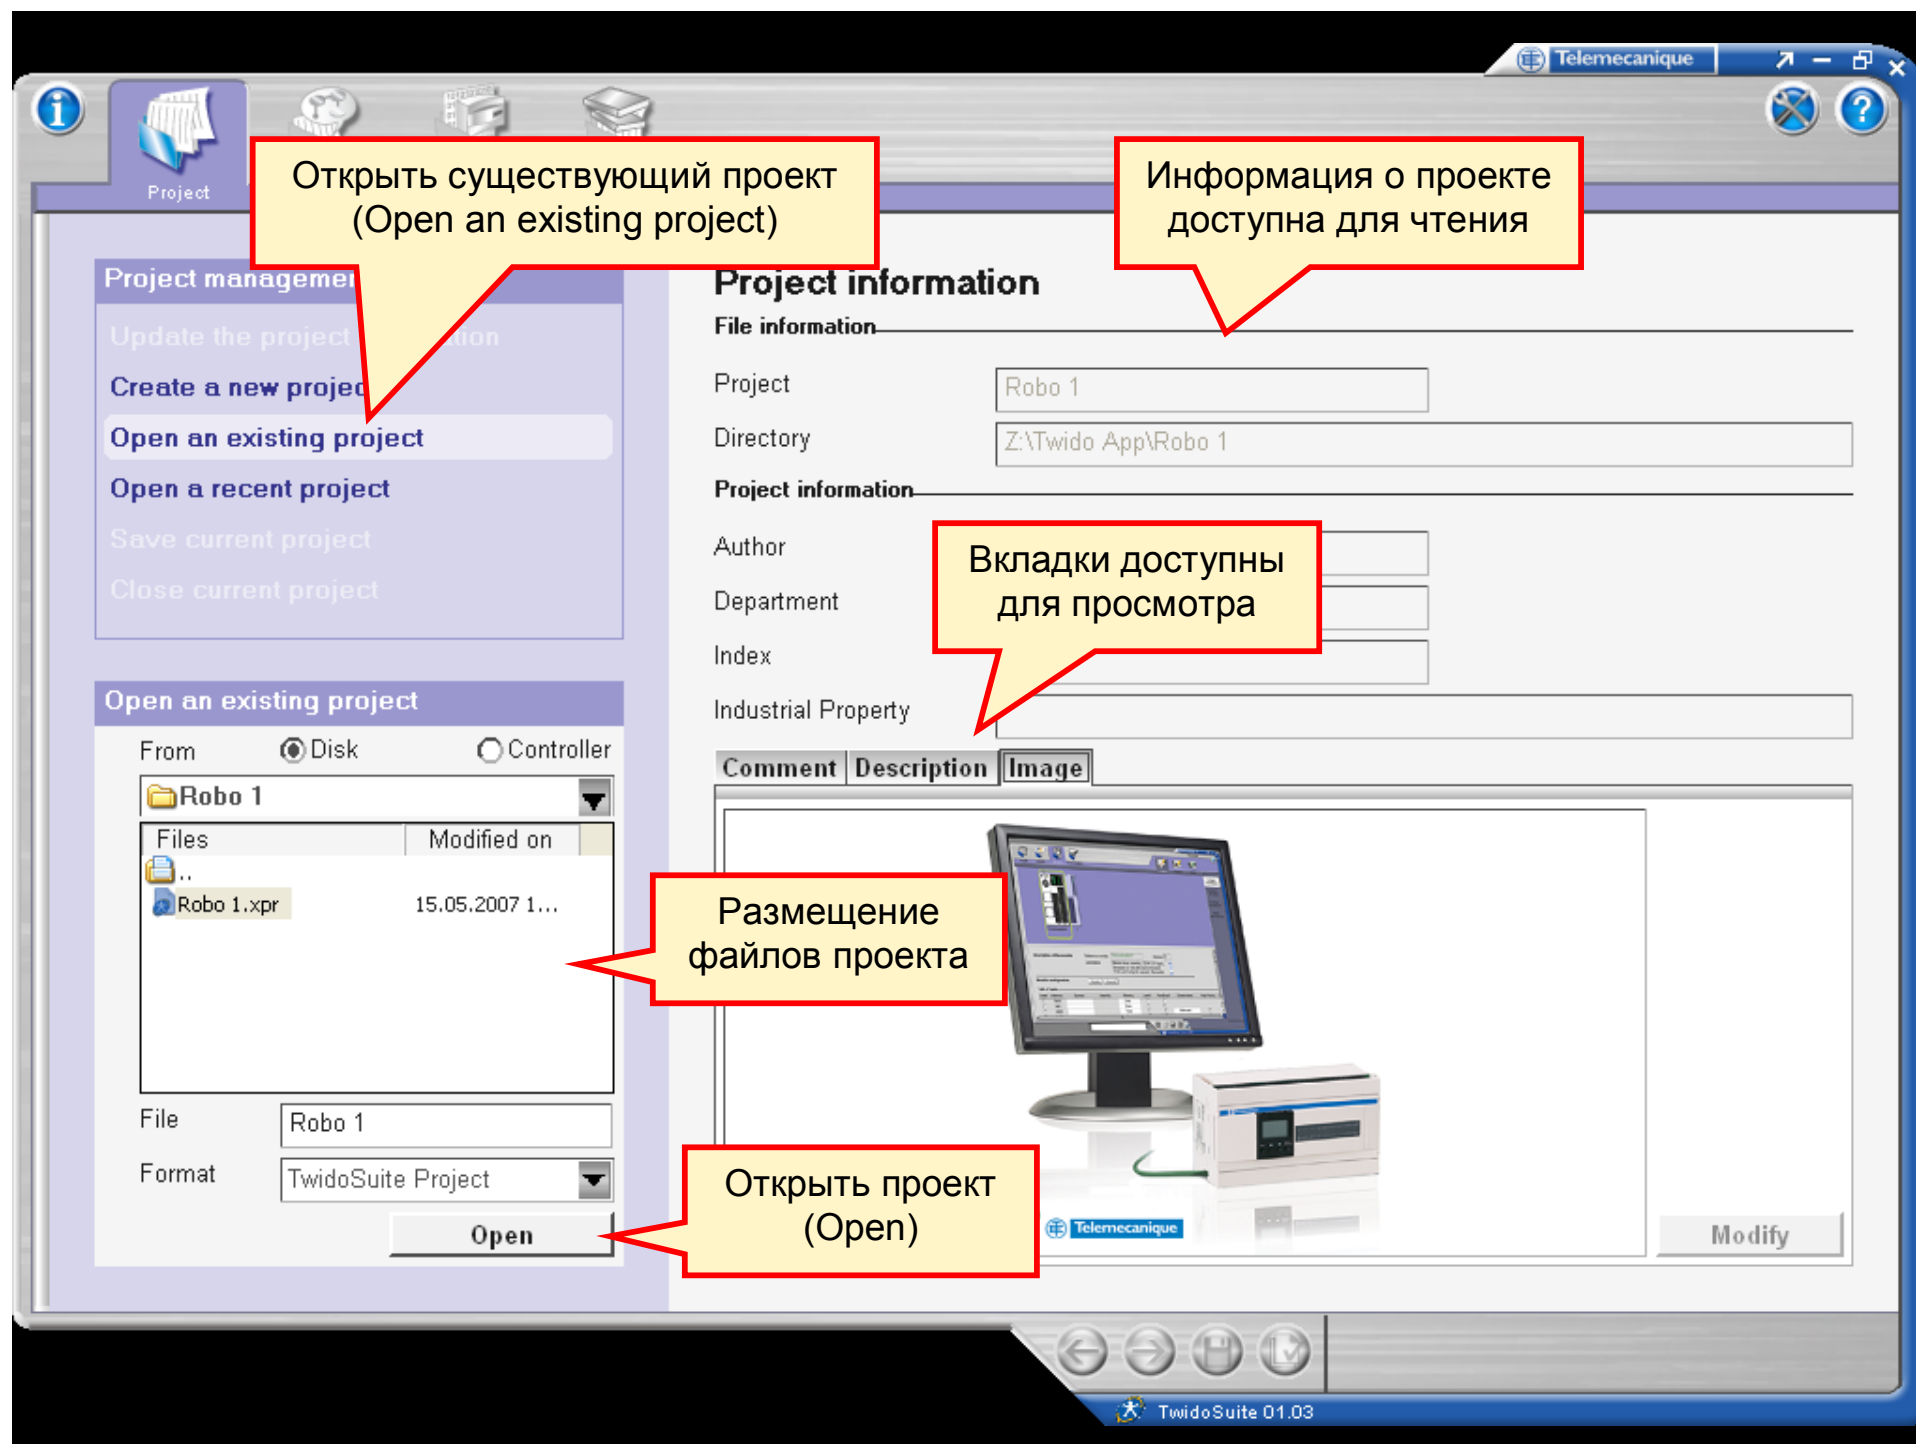 Telemecanique
Project
Открыть существующий проект
(Open an existing project)
Информация о проекте
доступна для чтения
Project manageme
Update the project
tion
Create a new projec
Open an existing project
Open a recent project
Save current project
Close current project
Open an existing project
From
Disk
Controller
Robo 1
Files
Modified on
..
Robo 1.xpr
15.05.2007 1...
File
Robo 1
Format
TwidoSuite Project
Open
Project information
File information
Project
Robo 1
Directory
Z:\Twido App\Robo 1
Project information
Author
Department
Index
Industrial Property
Вкладки доступны
для просмотра
Comment
Description
Image
Размещение
файлов проекта
Открыть проект
(Open)
Telemecanique
Modify
TwidoSuite 01.03